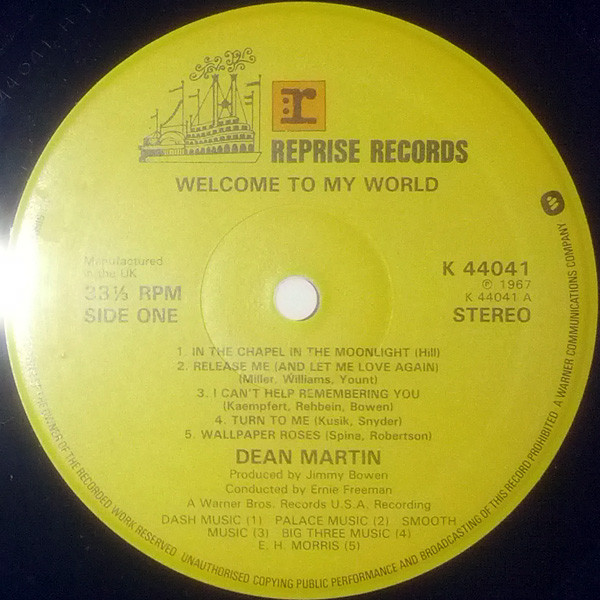 r:
REPRISE RECORDS
WELCOME TO MY WORLD
Manufactured
in the UK
33⅓ RPM
SIDE ONE
K 44041
℗ 1967
K 44041 A
STEREO
1. IN THE CHAPEL IN THE MOONLIGHT (Hill)
2. RELEASE ME (AND LET ME LOVE AGAIN)
(Miller, Williams, Yount)
3. I CAN'T HELP REMEMBERING YOU
(Kaempfert, Rehbein, Bowen)
4. TURN TO ME (Kusik, Snyder)
5. WALLPAPER ROSES (Spina, Robertson)
DEAN MARTIN
Produced by Jimmy Bowen
Conducted by Ernie Freeman
A Warner Bros. Records U.S.A. Recording
DASH MUSIC (1) PALACE MUSIC (2) SMOOTH
MUSIC (3) BIG THREE MUSIC (4)
E. H. MORRIS (5)
OWNER OF THE RECORDED WORK RESERVED UNAUTHORISED COPYING PUBLIC PERFORMANCE AND BROADCASTING OF THIS RECORD PROHIBITED A WARNER COMMUNICATIONS COMPANY